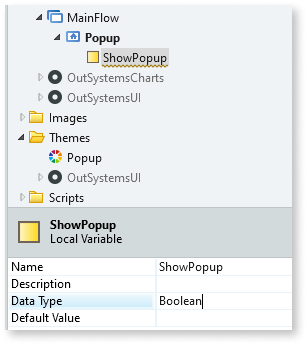 MainFlow
Popup
ShowPopup
OutSystemsCharts
OutSystemsUI
Images
Themes
Popup
OutSystemsUI
Scripts
ShowPopup
Local Variable
Name ShowPopup
Description
Data Type Boolean
Default Value